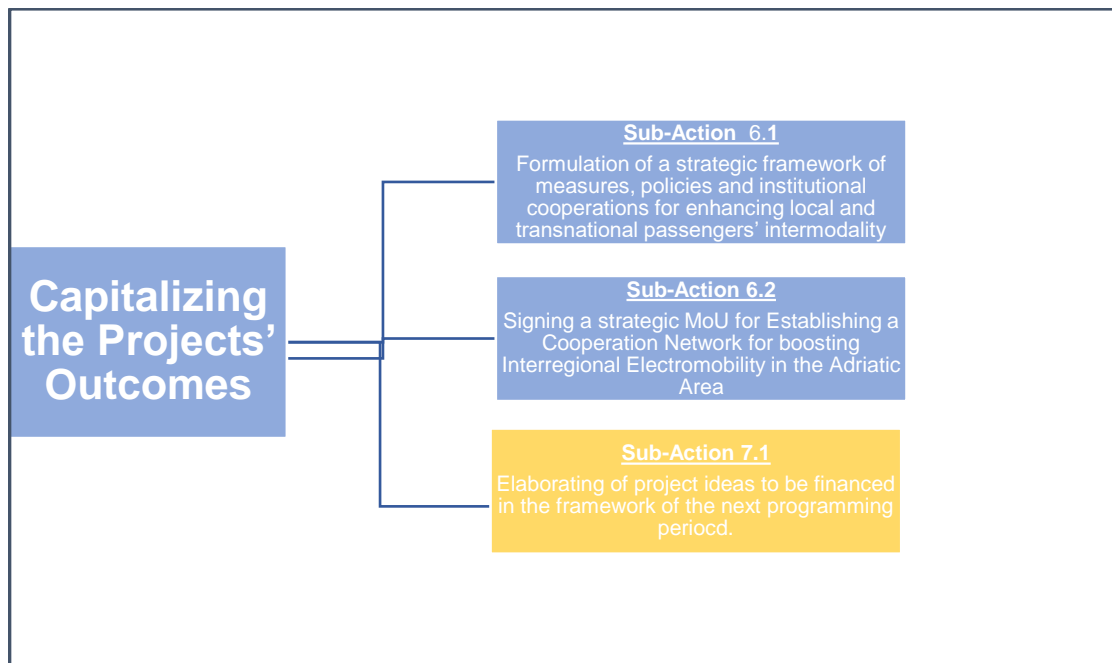 Capitalizing
the Projects’
Outcomes
Sub-Action 6.1
Formulation of a strategic framework of
measures, policies and institutional
cooperations for enhancing local and
transnational passengers’ intermodality
Sub-Action 6.2
Signing a strategic MoU for Establishing a
Cooperation Network for boosting
Interregional Electromobility in the Adriatic
Area
Sub-Action 7.1
Elaborating of project ideas to be financed
in the framework of the next programming
periocd.